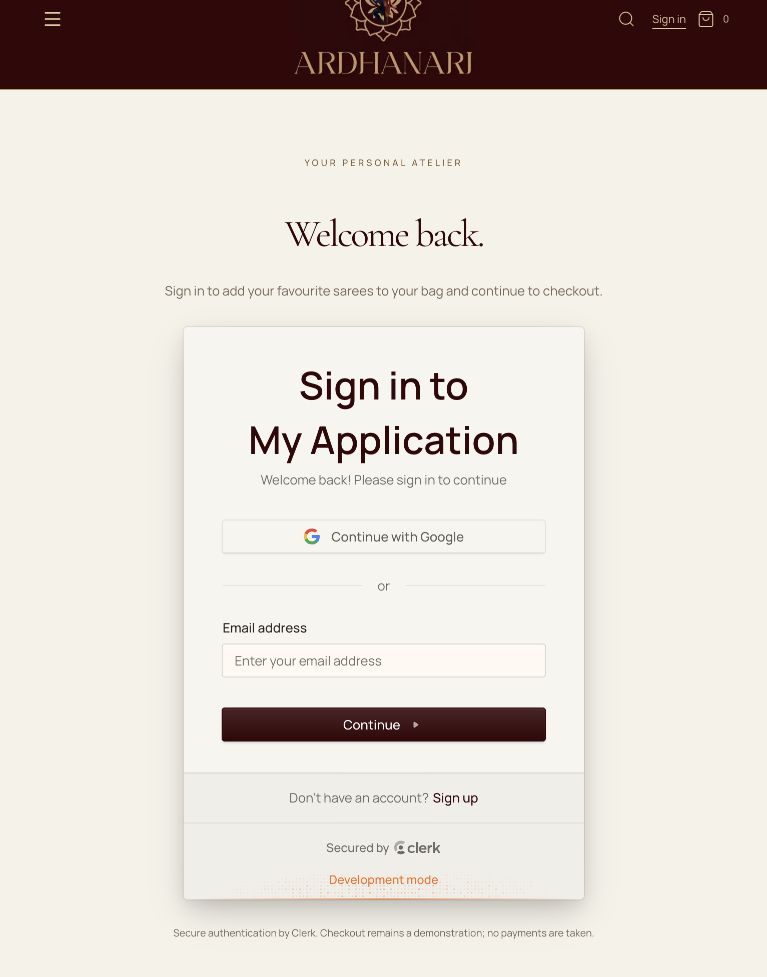 Sign in
0
ARDHANARI
YOUR PERSONAL ATELIER
Welcome back.
Sign in to add your favourite sarees to your bag and continue to checkout.
Sign in to
My Application
Welcome back! Please sign in to continue
Continue with Google
or
Email address
Enter your email address
Continue
Don't have an account? Sign up
Secured by clerk
Development mode
Secure authentication by Clerk. Checkout remains a demonstration; no payments are taken.